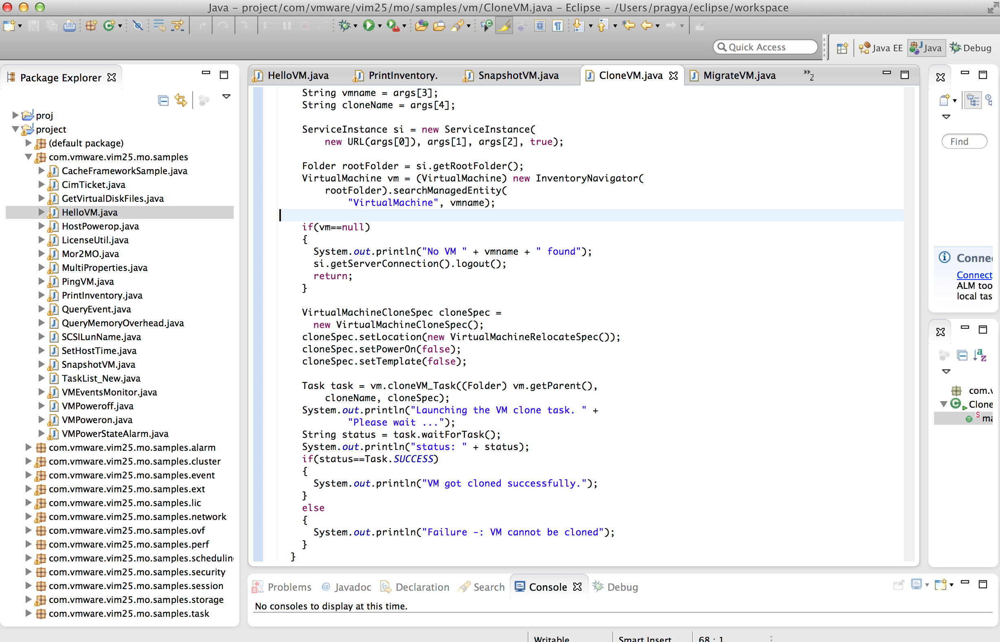 Java – project/com/vmware/vim25/mo/samples/vm/CloneVM.java – Eclipse – /Users/pragya/eclipse/workspace
Quick Access
Java EE
Java
Debug
Package Explorer
proj
project
(default package)
com.vmware.vim25.mo.samples
CacheFrameworkSample.java
CimTicket.java
GetVirtualDiskFiles.java
HelloVM.java
HostPowerop.java
LicenseUtil.java
Mor2MO.java
MultiProperties.java
PingVM.java
PrintInventory.java
QueryEvent.java
QueryMemoryOverhead.java
SCSILunName.java
SetHostTime.java
SnapshotVM.java
TaskList_New.java
VMEventsMonitor.java
VMPoweroff.java
VMPoweron.java
VMPowerStateAlarm.java
com.vmware.vim25.mo.samples.alarm
com.vmware.vim25.mo.samples.cluster
com.vmware.vim25.mo.samples.event
com.vmware.vim25.mo.samples.ext
com.vmware.vim25.mo.samples.lic
com.vmware.vim25.mo.samples.network
com.vmware.vim25.mo.samples.ovf
com.vmware.vim25.mo.samples.perf
com.vmware.vim25.mo.samples.schedulin
com.vmware.vim25.mo.samples.security
com.vmware.vim25.mo.samples.session
com.vmware.vim25.mo.samples.storage
com.vmware.vim25.mo.samples.task
HelloVM.java
PrintInventory.
SnapshotVM.java
CloneVM.java
MigrateVM.java
»2
String vmname = args[3];
String cloneName = args[4];
ServiceInstance si = new ServiceInstance(
new URL(args[0]), args[1], args[2], true);
Folder rootFolder = si.getRootFolder();
VirtualMachine vm = (VirtualMachine) new InventoryNavigator(
rootFolder).searchManagedEntity(
"VirtualMachine", vmname);
if(vm==null)
{
System.out.println("No VM " + vmname + " found");
si.getServerConnection().logout();
return;
}
VirtualMachineCloneSpec cloneSpec =
new VirtualMachineCloneSpec();
cloneSpec.setLocation(new VirtualMachineRelocateSpec());
cloneSpec.setPowerOn(false);
cloneSpec.setTemplate(false);
Task task = vm.cloneVM_Task((Folder) vm.getParent(),
cloneName, cloneSpec);
System.out.println("Launching the VM clone task. " +
"Please wait ...");
String status = task.waitForTask();
System.out.println("status: " + status);
if(status==Task.SUCCESS)
{
System.out.println("VM got cloned successfully.");
}
else
{
System.out.println("Failure -: VM cannot be cloned");
}
}
Find
Conne
Connect
ALM too
local tas
com.v
Clone
ma
Problems
Javadoc
Declaration
Search
Console
Debug
No consoles to display at this time.
Writable
Smart Insert
68 : 1